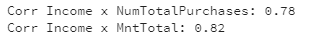 Corr Income x NumTotalPurchases: 0.78
Corr Income x MntTotal: 0.82